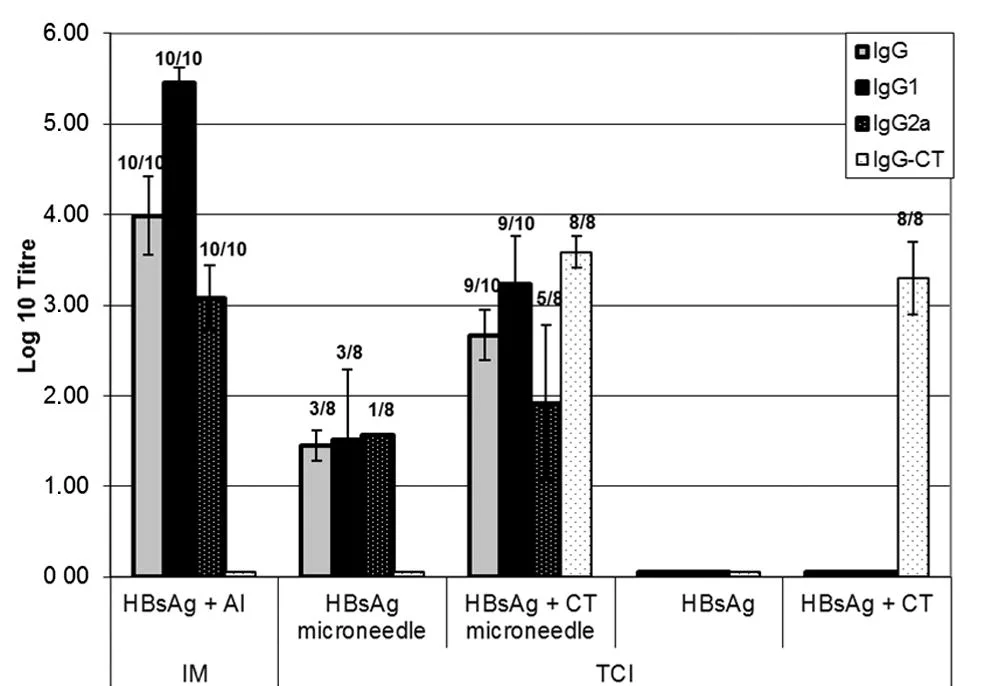 6.00
5.00
4.00
3.00
2.00
1.00
0 00
Log 10 Titre
10/10
10/10
10/10
3/8
3/8
1/8
9/10
9/10
5/8
8/8
8/8
IgG
IgG1
IgG2a
IgG-CT
HBsAg + Al
HBsAg
microneedle
HBsAg + CT
microneedle
HBsAg
HBsAg + CT
IM
TCI